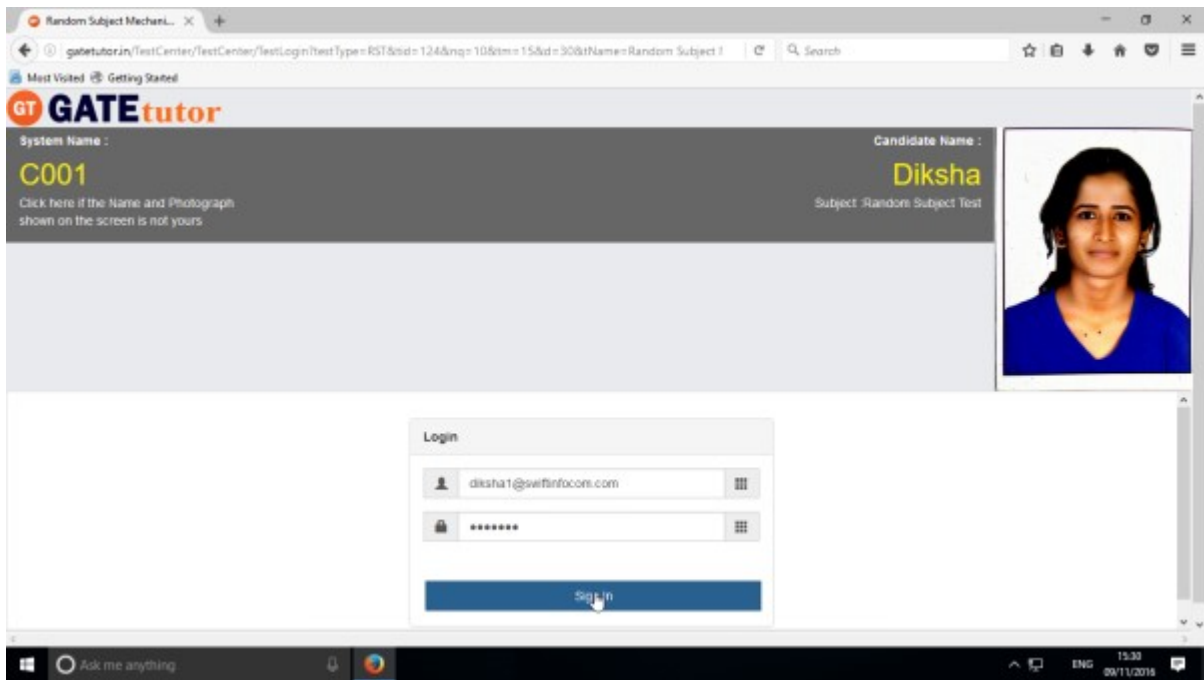 Random Subject Mechani...
gatetutor.in/TestCenter/TestCenter/TestLogin?testType=RST&tid=124&nq=10&tm=15&d=30&tName=Random Subject
Search
Most Visited Getting Started
GT GATEtutor
System Name :
C001
Click here if the Name and Photograph
shown on the screen is not yours
Candidate Name :
Diksha
Subject :Random Subject Test
Login
diksha1@swiftinfocom.com
Sign In
Ask me anything
ENG
15:30
09/11/2016